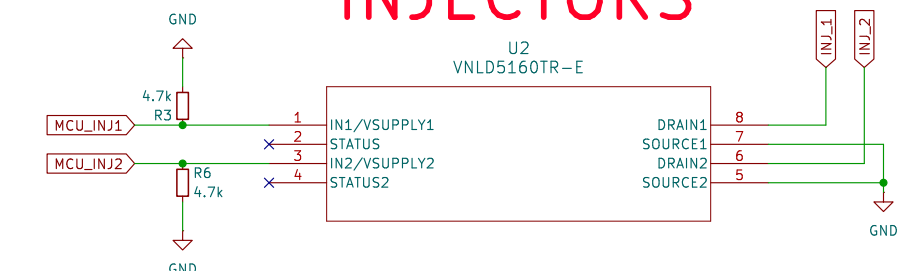 INJECTORS
GND
U2
VNLD5160TR-E
INJ_1
INJ_2
4.7k
R3
MCU_INJ1
1
IN1/VSUPPLY1
DRAIN1
8
2
STATUS
SOURCE1
7
MCU_INJ2
3
IN2/VSUPPLY2
DRAIN2
6
R6
4.7k
4
STATUS2
SOURCE2
5
GND
GND